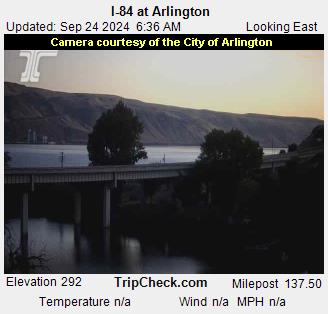 I-84 at Arlington
Updated: Sep 24 2024 6:36 AM Looking East
Camera courtesy of the City of Arlington
Elevation 292 TripCheck.com Milepost 137.50
Temperature n/a Wind n/a MPH n/a